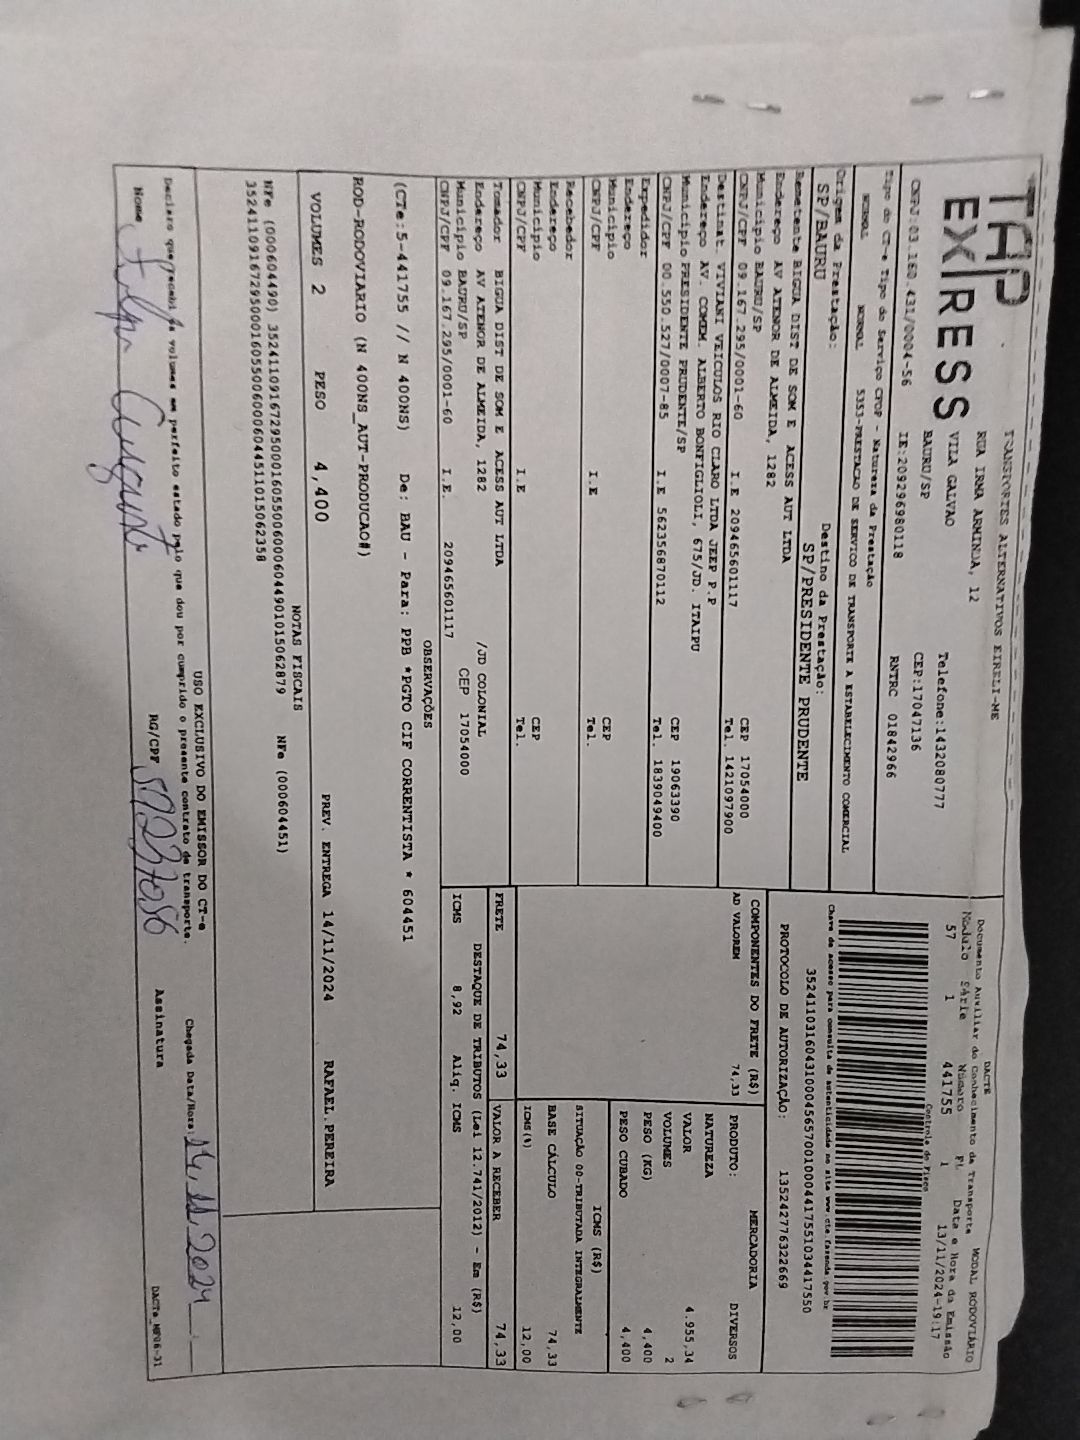 TAP
EXPRESS
TRANSPORTES ALTERNATIVOS EIRELI-ME
RUA IRMA ARMINDA, 12
VILA GALVAO
BAURU/SP
Telefone:1432080777
CEP:17047136
CNPJ:03.160.431/0004-56 IE:209296980118 RNTRC 01842966
Tipo do CT-e Tipo do Serviço CFOP - Natureza da Prestação
NORMAL NORMAL 5353-PRESTACAO DE SERVICO DE TRANSPORTE A ESTABELECIMENTO COMERCIAL
Origem da Prestação: Destino da Prestação:
SP/BAURU SP/PRESIDENTE PRUDENTE
Remetente BIGUA DIST DE SOM E ACESS AUT LTDA
Endereço AV ATENOR DE ALMEIDA, 1282
Município BAURU/SP CEP 17054000
CNPJ/CPF 09.167.295/0001-60 I.E 209465601117 Tel. 1421097900
Destinat. VIVIANI VEICULOS RIO CLARO LTDA JEEP P.P
Endereço AV. COMEM. ALBERTO BONFIGLIOLI, 675/JD. ITAIPU
Município PRESIDENTE PRUDENTE/SP CEP 19063390
CNPJ/CPF 00.550.527/0007-85 I.E 562356870112 Tel. 1839049400
Expedidor
Endereço
Município CEP
CNPJ/CPF I.E Tel.
Recebedor
Endereço
Município CEP
CNPJ/CPF I.E Tel.
Tomador BIGUA DIST DE SOM E ACESS AUT LTDA
Endereço AV ATENOR DE ALMEIDA, 1282 /JD COLONIAL
Município BAURU/SP CEP 17054000
CNPJ/CPF 09.167.295/0001-60 I.E. 209465601117
DACTE
Documento Auxiliar do Conhecimento de Transporte MODAL RODOVIÁRIO
Módulo Série Número FL Data e Hora da Emissão
57 1 441755 1 13/11/2024-19:17
Controle do Fisco
Chave de acesso para consulta de autenticidade no site www.cte.fazenda.gov.br
35241103160431000456570010004417551034417550
PROTOCOLO DE AUTORIZAÇÃO: 135242776322669
COMPONENTES DO FRETE (R$)
AD VALOREM 74,33
PRODUTO: MERCADORIA
NATUREZA DIVERSOS
VALOR 4.955,34
VOLUMES 2
PESO (KG) 4,400
PESO CUBADO 4,400
ICMS (R$)
SITUAÇÃO 00-TRIBUTADA INTEGRALMENTE
BASE CÁLCULO 74,33
ICMS (%) 12,00
FRETE 74,33 VALOR A RECEBER 74,33
DESTAQUE DE TRIBUTOS (Lei 12.741/2012) - Em (R$)
ICMS 8,92 Aliq. ICMS 12,00
OBSERVAÇÕES
(CTe:5-441755 // N 400NS) De: BAU - Para: PPB *PGTO CIF CORRENTISTA * 604451
ROD-RODOVIARIO (N 400NS_AUT-PRODUCAO#)
VOLUMES 2 PESO 4,400 PREV. ENTREGA 14/11/2024 RAFAEL.PEREIRA
NOTAS FISCAIS
NFe (000604490) 35241109167295000160550060006044901015062879 NFe (000604451)
35241109167295000160550060006044511015062358
USO EXCLUSIVO DO EMISSOR DO CT-e
Declaro que recebi os volumes em perfeito estado pelo que dou por cumprido o presente contrato de transporte. Chegada Data/Hora: 14.11.2024
Nome RG/CPF Assinatura DACTe_MP06-31